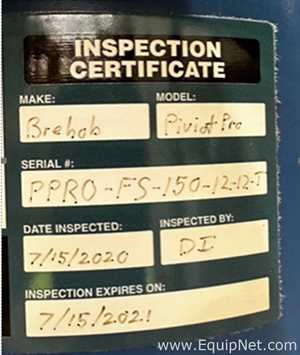 INSPECTION
CERTIFICATE
MAKE: MODEL:
Brehob Piviot Pro
SERIAL #:
PPRO-FS-150-12-12-T
DATE INSPECTED: INSPECTED BY:
7/15/2020 DI
INSPECTION EXPIRES ON:
7/15/2021
www.EquipNet.com